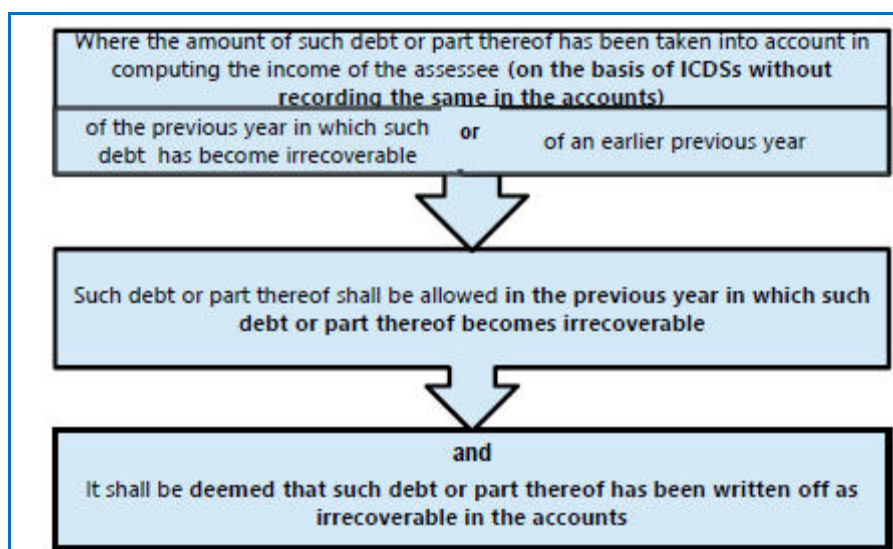 Where the amount of such debt or part thereof has been taken into account in
computing the income of the assessee (on the basis of ICDSs without
recording the same in the accounts)
of the previous year in which such
debt has become irrecoverable
or
of an earlier previous year
Such debt or part thereof shall be allowed in the previous year in which such
debt or part thereof becomes irrecoverable
and
It shall be deemed that such debt or part thereof has been written off as
irrecoverable in the accounts